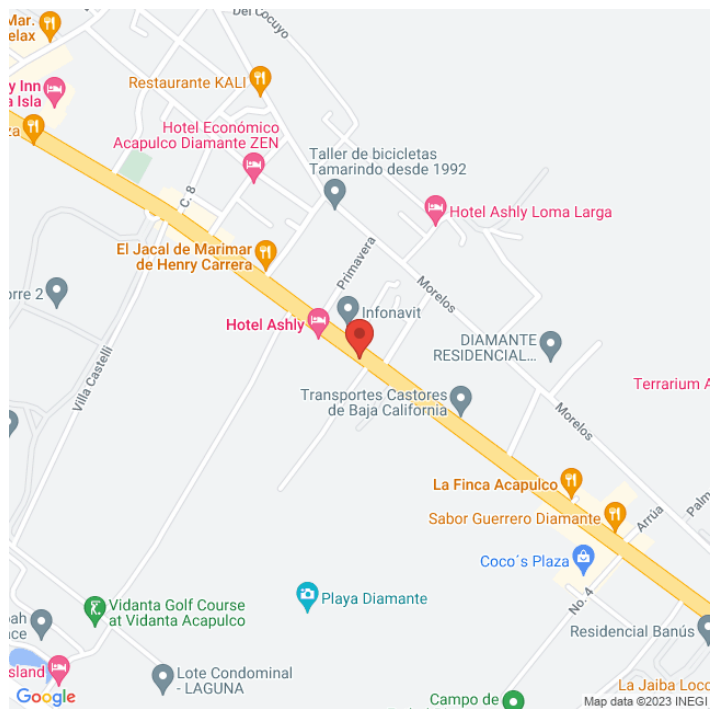 Del Cocuyo
Mar.
elax
Restaurante KALI
y Inn
a Isla
za
Hotel Económico
Acapulco Diamante ZEN
Taller de bicicletas
Tamarindo desde 1992
C. 8
Hotel Ashly Loma Larga
El Jacal de Marimar
de Henry Carrera
Primavera
Morelos
orre 2
Infonavit
Hotel Ashly
DIAMANTE
RESIDENCIAL...
Villa Castelli
Terrarium A
Transportes Castores
de Baja California
Morelos
La Finca Acapulco
Sabor Guerrero Diamante
Arrúa
Palm
Coco´s Plaza
Playa Diamante
No. 4
Vidanta Golf Course
at Vidanta Acapulco
oah
nce
Residencial Banús
sland
Lote Condominal
- LAGUNA
La Jaiba Loco
Campo de
Google
Map data ©2023 INEGI